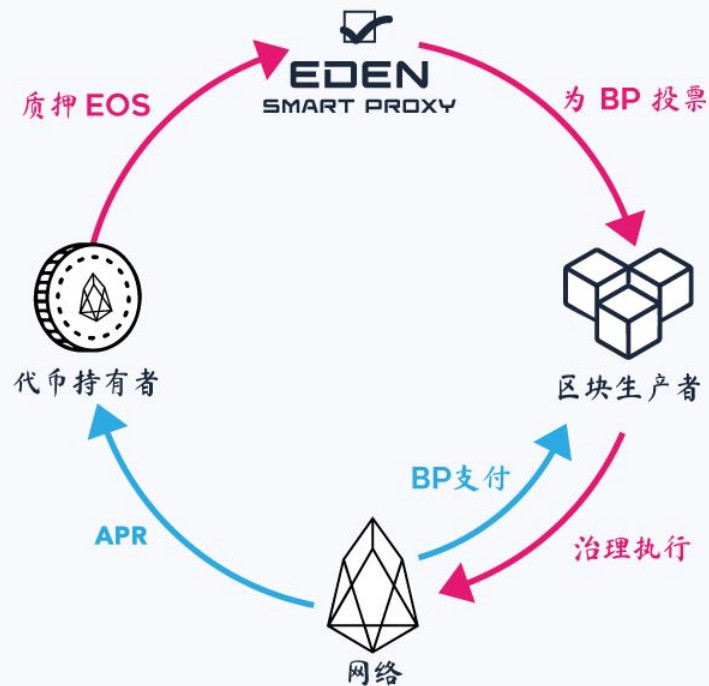 EDEN
SMART PROXY
质押 EOS
为 BP 投票
代币持有者
区块生产者
BP支付
APR
治理执行
网络